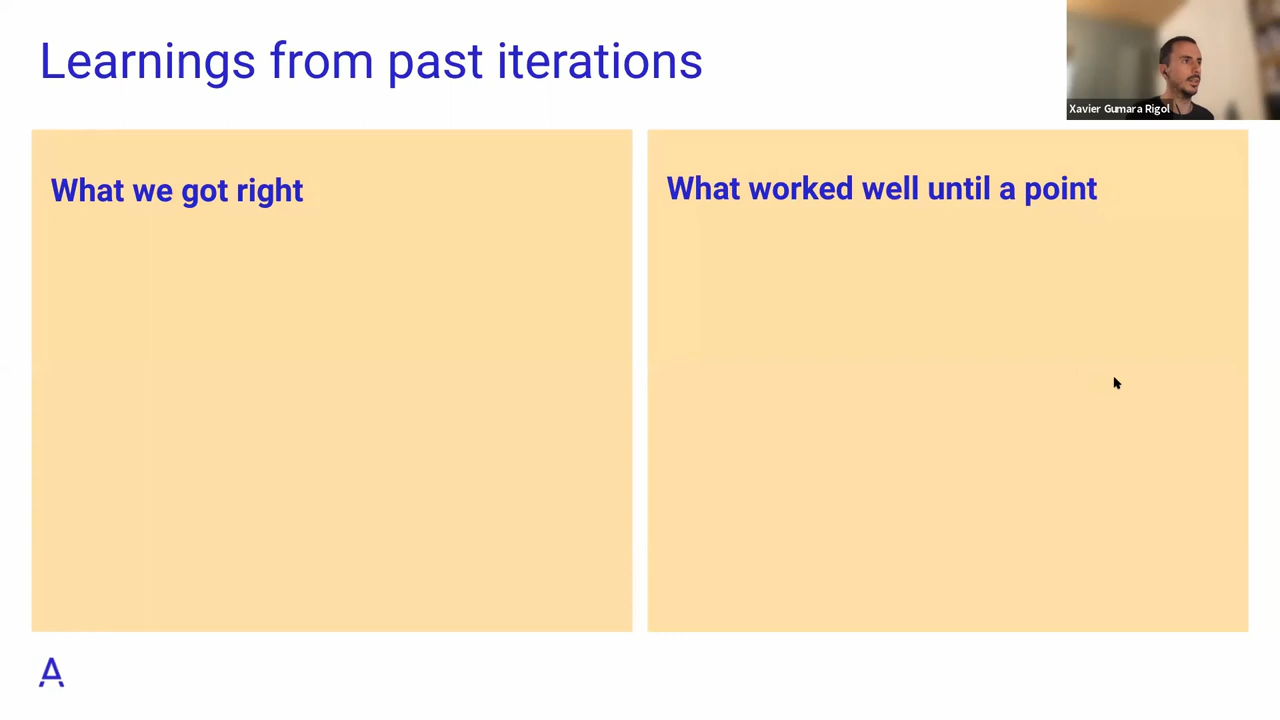 Learnings from past iterations
Xavier Gumara Rigol
What we got right
What worked well until a point
A